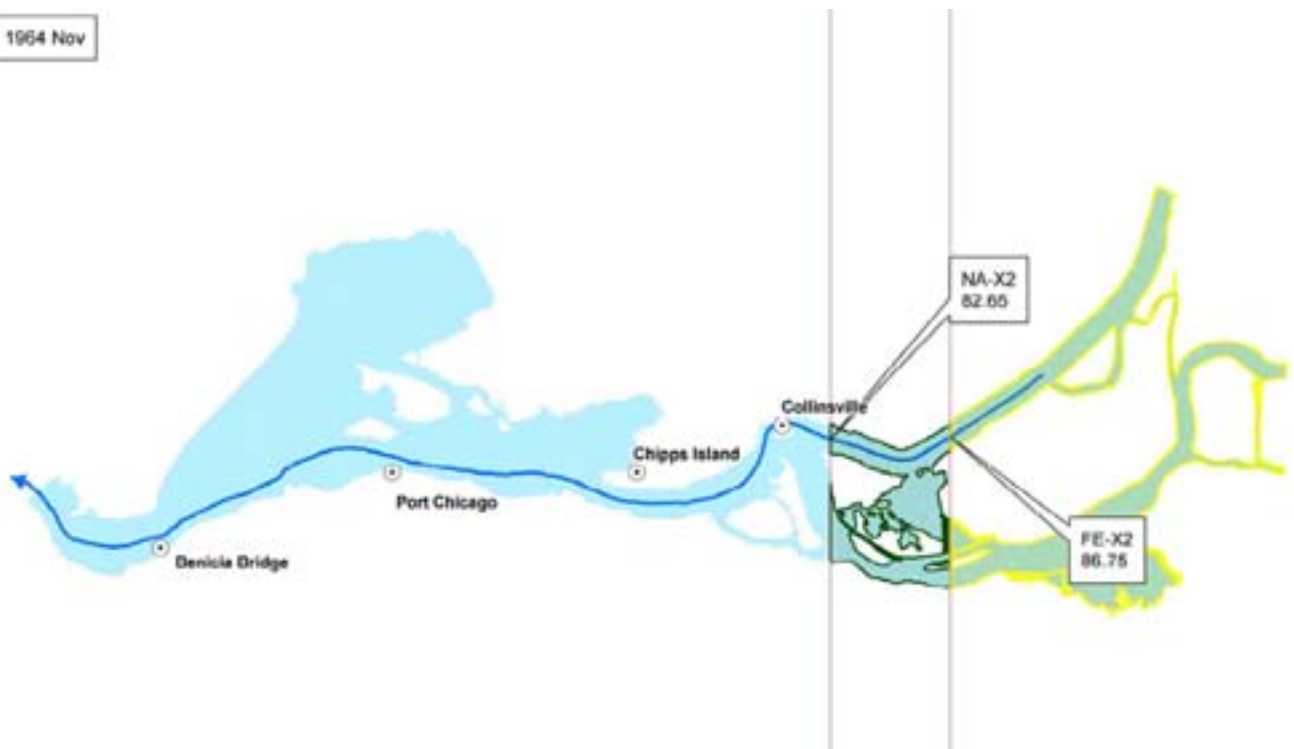 1964 Nov
NA-X2
82.65
Collinsville
Chipps Island
Port Chicago
FE-X2
86.75
Benicia Bridge